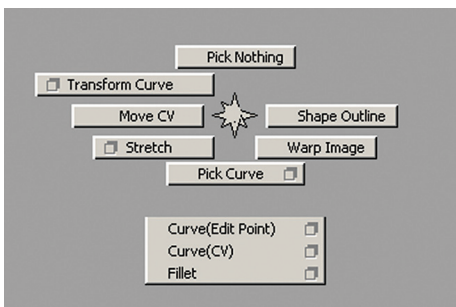 Pick Nothing
Transform Curve
Move CV
Shape Outline
Stretch
Warp Image
Pick Curve
Curve(Edit Point)
Curve(CV)
Fillet